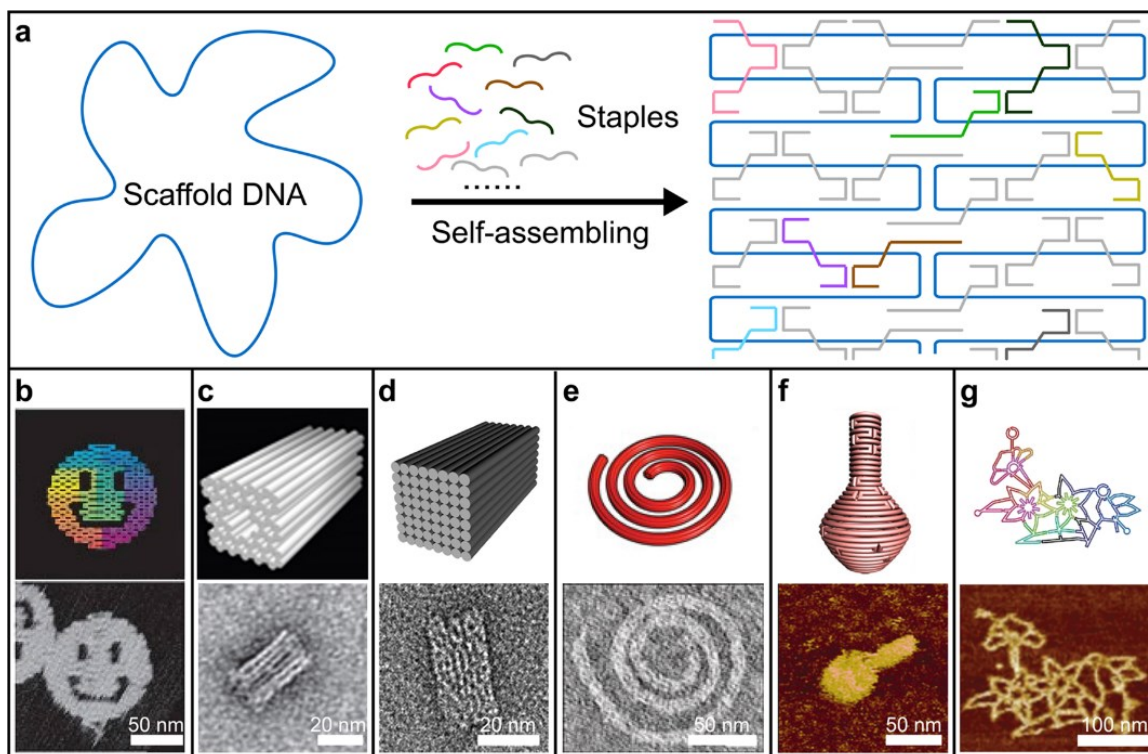 a
Scaffold DNA
Staples
......
Self-assembling
b
c
d
e
f
g
50 nm
20 nm
20 nm
50 nm
50 nm
100 nm